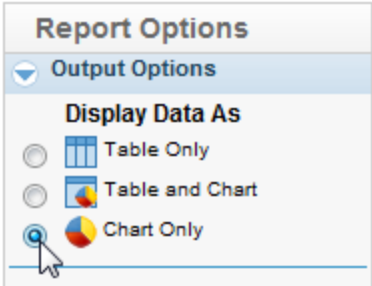 Report Options
Output Options
Display Data As
Table Only
Table and Chart
Chart Only